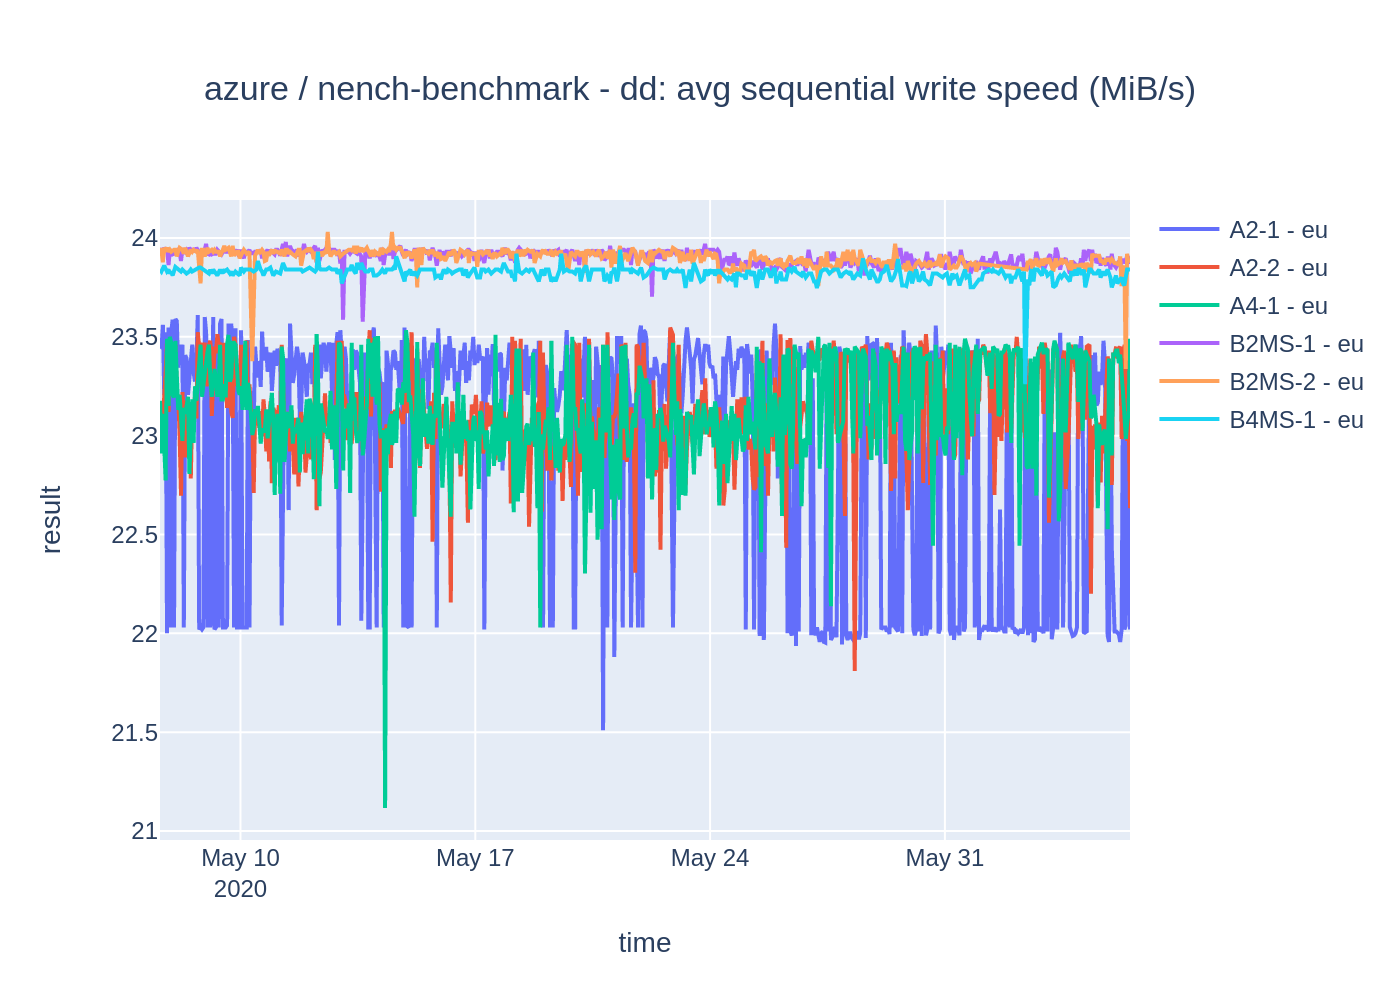 azure / nench-benchmark - dd: avg sequential write speed (MiB/s)
24
23.5
23
22.5
22
21.5
21
result
May 10
2020
May 17
May 24
May 31
time
A2-1 - eu
A2-2 - eu
A4-1 - eu
B2MS-1 - eu
B2MS-2 - eu
B4MS-1 - eu